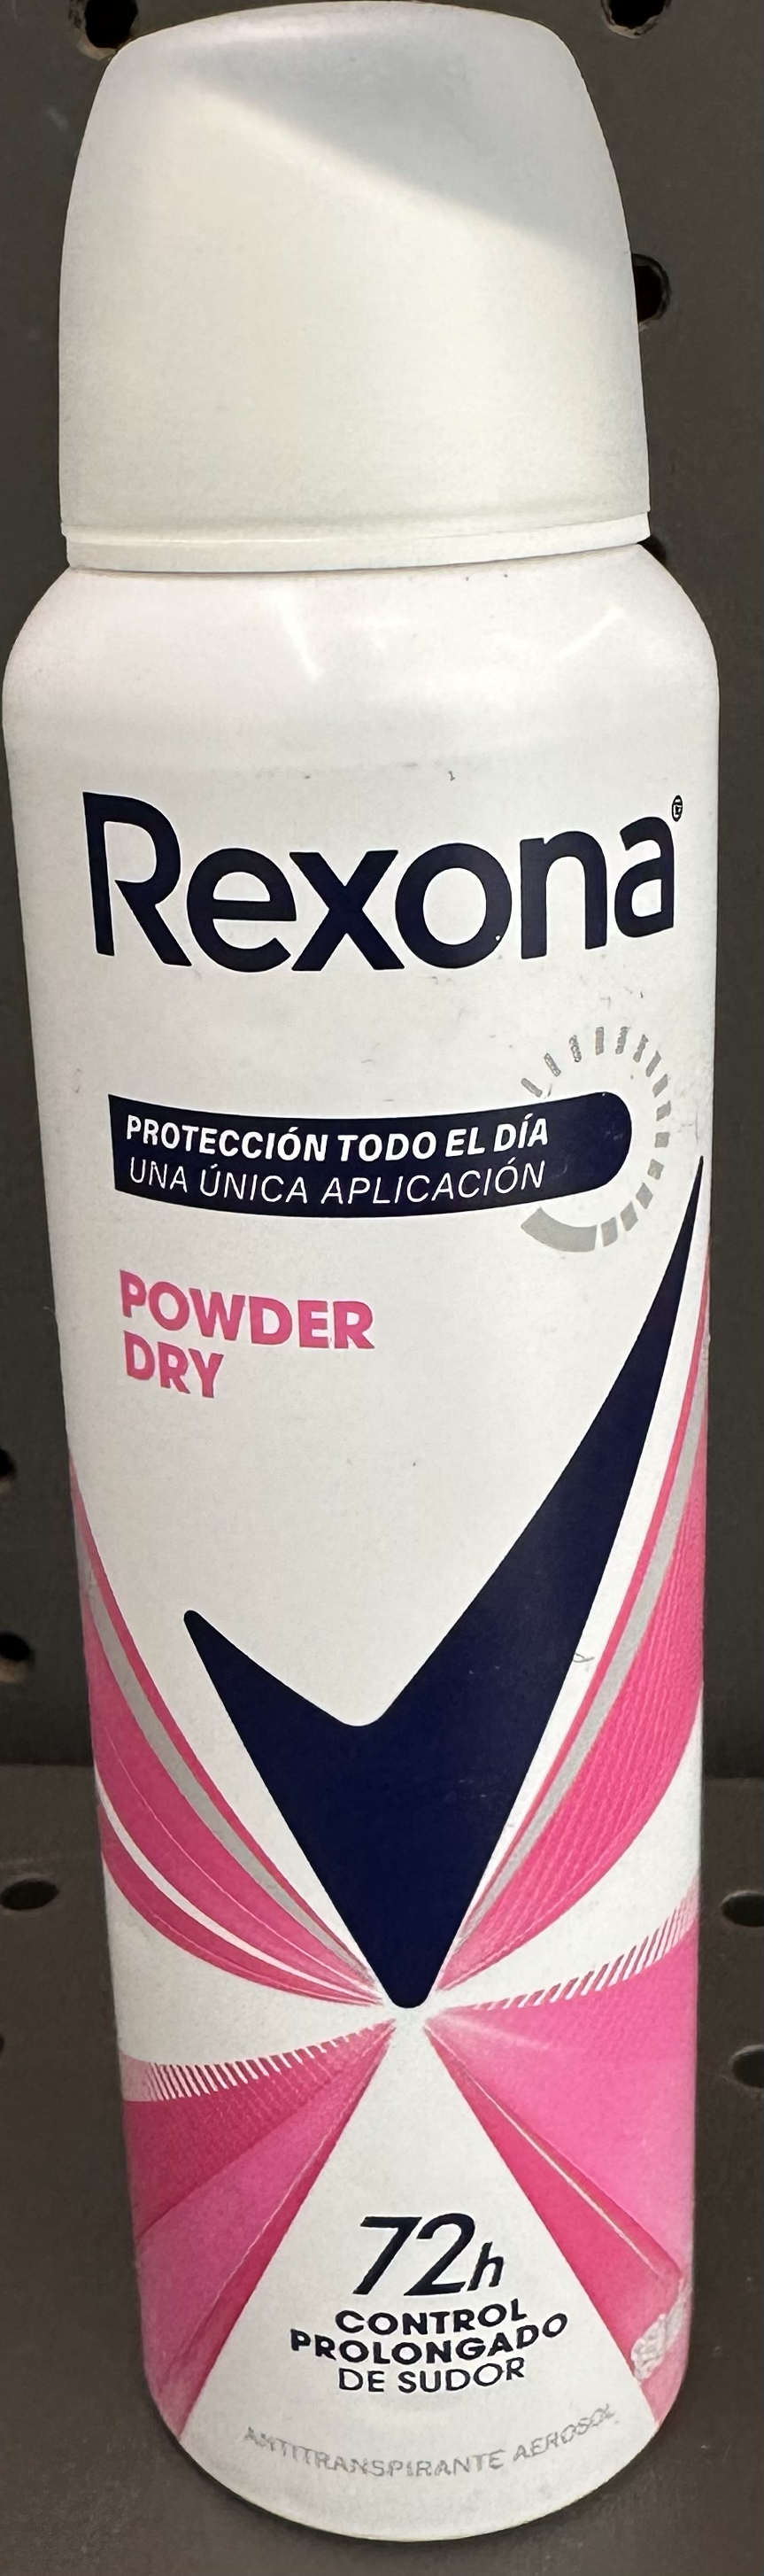 Rexona®
PROTECCIÓN TODO EL DÍA
UNA ÚNICA APLICACIÓN
POWDER
DRY
72h
CONTROL
PROLONGADO
DE SUDOR
ANTITRANSPIRANTE AEROSOL